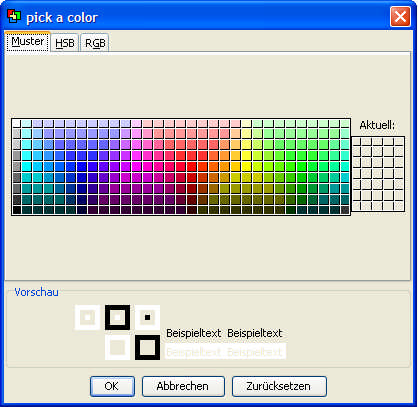 pick a color
Muster HSB RGB
Aktuell:
Vorschau
Beispieltext Beispieltext
Beispieltext Beispieltext
OK Abbrechen Zurücksetzen